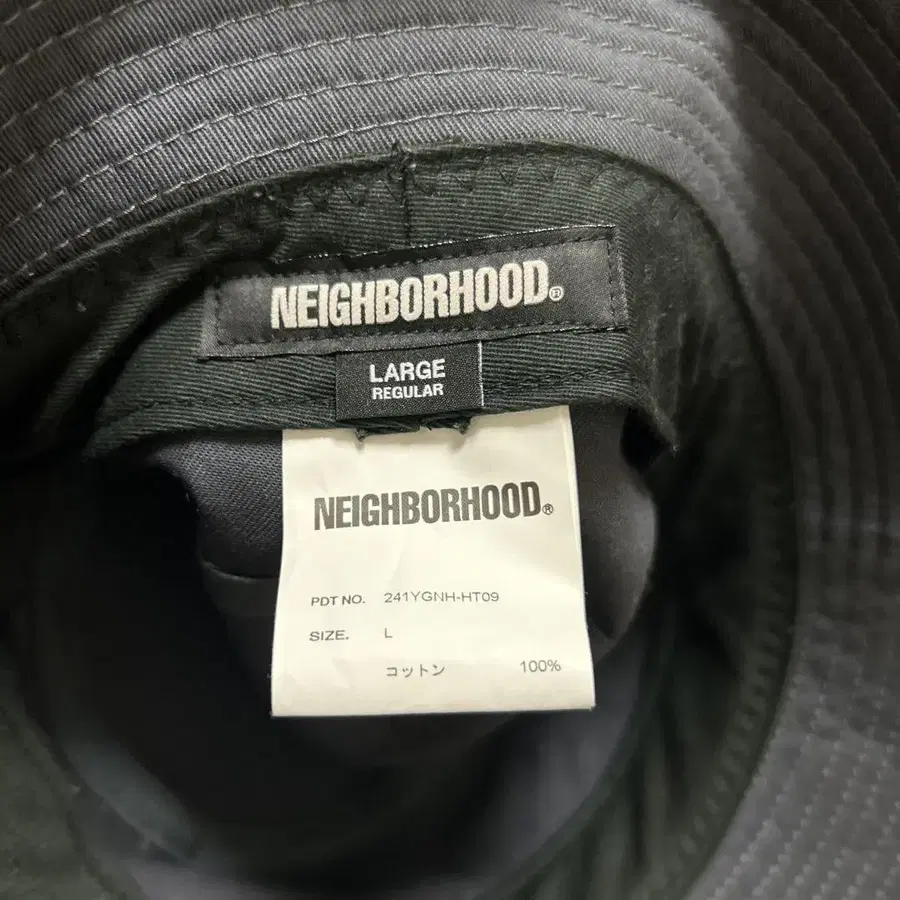 NEIGHBORHOOD®
LARGE
REGULAR
NEIGHBORHOOD®
PDT NO. 241YGNH-HT09
SIZE. L
コットン 100%